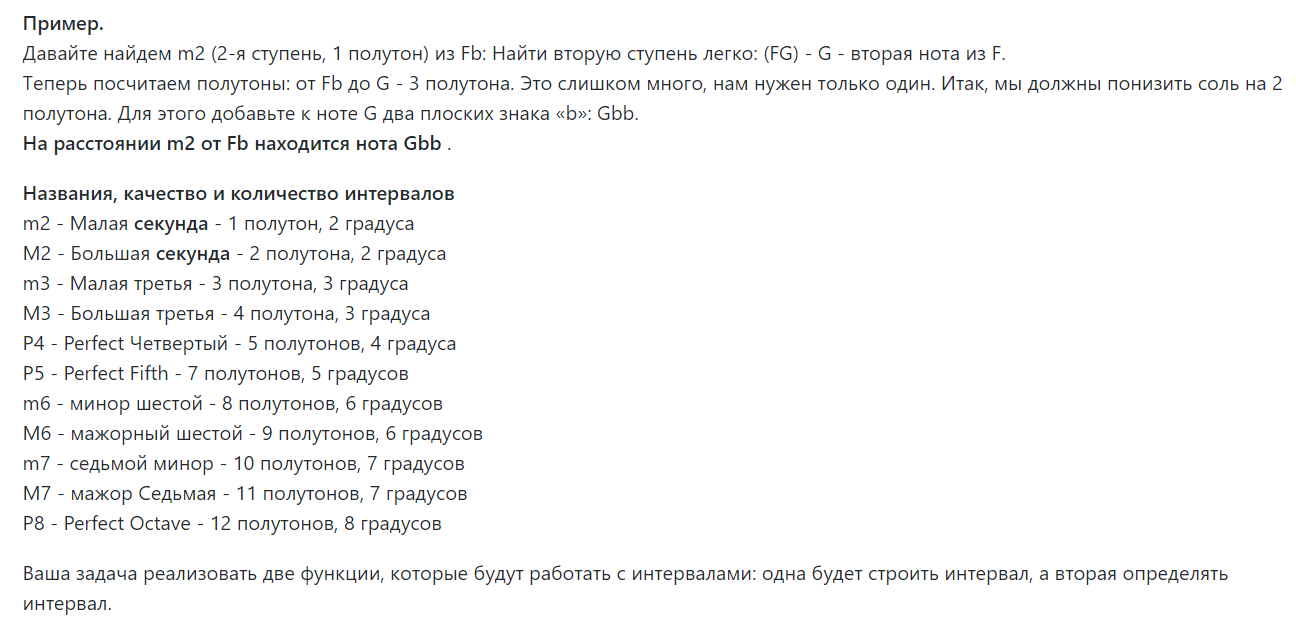 Пример.
Давайте найдем m2 (2-я ступень, 1 полутон) из Fb: Найти вторую ступень легко: (FG) - G - вторая нота из F.
Теперь посчитаем полутоны: от Fb до G - 3 полутона. Это слишком много, нам нужен только один. Итак, мы должны понизить соль на 2
полутона. Для этого добавьте к ноте G два плоских знака «b»: Gbb.
На расстоянии m2 от Fb находится нота Gbb .
Названия, качество и количество интервалов
m2 - Малая секунда - 1 полутон, 2 градуса
M2 - Большая секунда - 2 полутона, 2 градуса
m3 - Малая третья - 3 полутона, 3 градуса
M3 - Большая третья - 4 полутона, 3 градуса
P4 - Perfect Четвертый - 5 полутонов, 4 градуса
P5 - Perfect Fifth - 7 полутонов, 5 градусов
m6 - минор шестой - 8 полутонов, 6 градусов
M6 - мажорный шестой - 9 полутонов, 6 градусов
m7 - седьмой минор - 10 полутонов, 7 градусов
M7 - мажор Седьмая - 11 полутонов, 7 градусов
P8 - Perfect Octave - 12 полутонов, 8 градусов
Ваша задача реализовать две функции, которые будут работать с интервалами: одна будет строить интервал, а вторая определять
интервал.